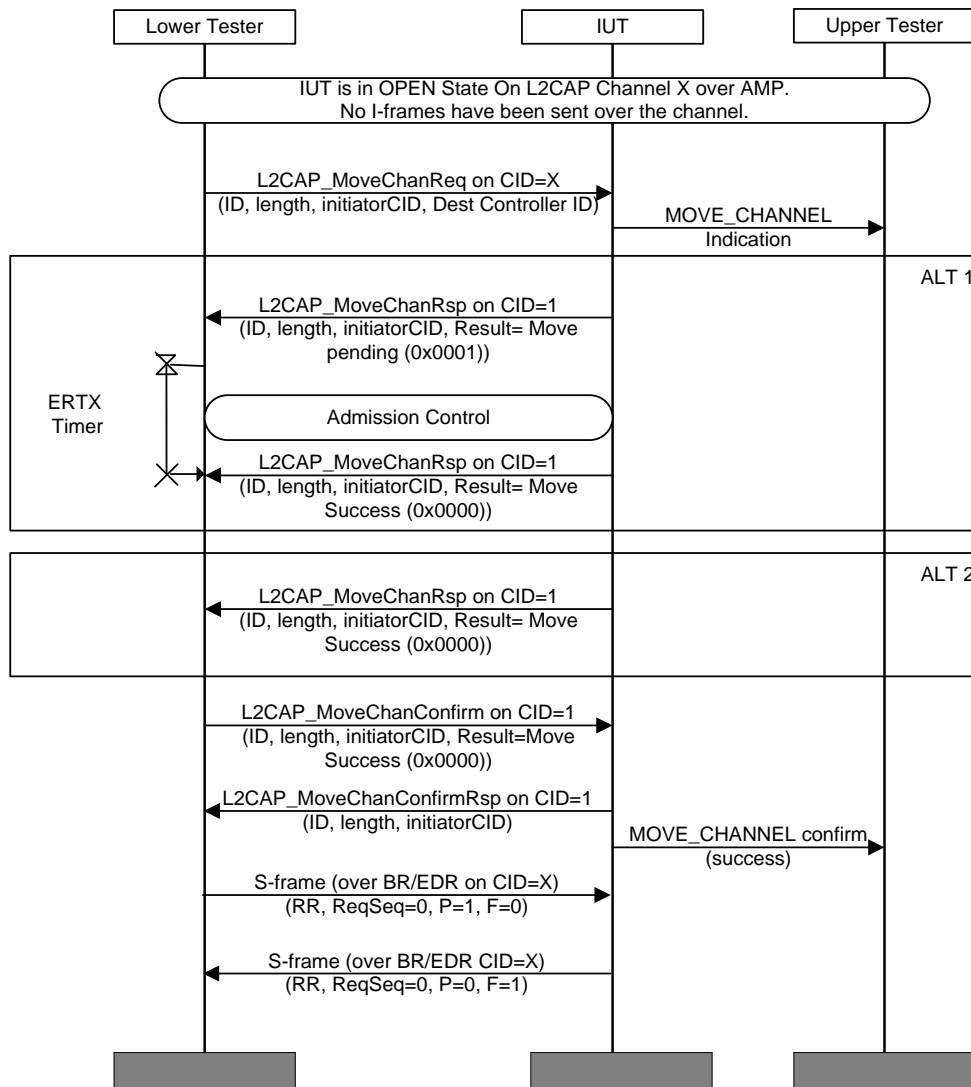 Lower Tester
IUT
Upper Tester
IUT is in OPEN State On L2CAP Channel X over AMP.
No I-frames have been sent over the channel.
L2CAP_MoveChanReq on CID=X
(ID, length, initiatorCID, Dest Controller ID)
MOVE_CHANNEL
Indication
ALT 1
L2CAP_MoveChanRsp on CID=1
(ID, length, initiatorCID, Result= Move
pending (0x0001))
ERTX
Timer
Admission Control
L2CAP_MoveChanRsp on CID=1
(ID, length, initiatorCID, Result= Move
Success (0x0000))
ALT 2
L2CAP_MoveChanRsp on CID=1
(ID, length, initiatorCID, Result= Move
Success (0x0000))
L2CAP_MoveChanConfirm on CID=1
(ID, length, initiatorCID, Result=Move
Success (0x0000))
L2CAP_MoveChanConfirmRsp on CID=1
(ID, length, initiatorCID)
MOVE_CHANNEL confirm
(success)
S-frame (over BR/EDR on CID=X)
(RR, ReqSeq=0, P=1, F=0)
S-frame (over BR/EDR CID=X)
(RR, ReqSeq=0, P=0, F=1)